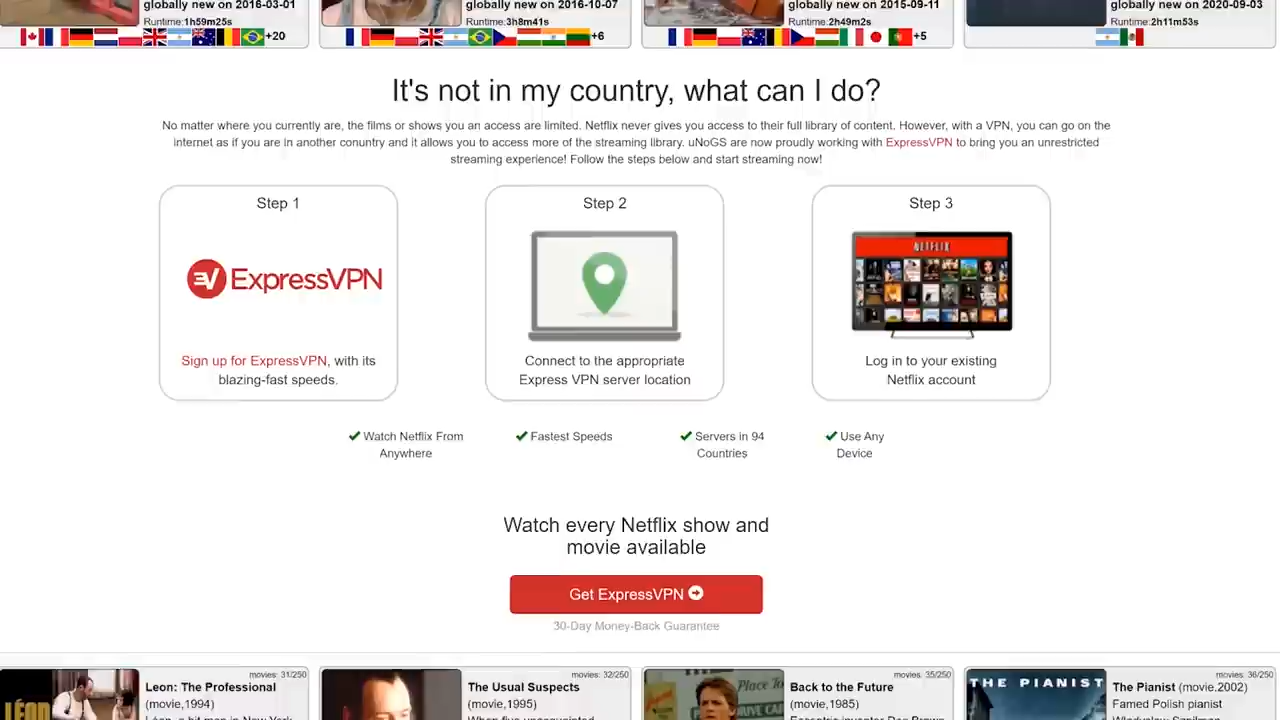 globally new on 2016-03-01
Runtime:1h59m25s
+20
globally new on 2016-10-07
Runtime:3h8m41s
+6
globally new on 2015-09-11
Runtime:2h49m2s
+5
globally new on 2020-09-03
Runtime:2h11m53s
It's not in my country, what can I do?
No matter where you currently are, the films or shows you an access are limited. Netflix never gives you access to their full library of content. However, with a VPN, you can go on the
internet as if you are in another conuntry and it allows you to access more of the streaming library. uNoGS are now proudly working with ExpressVPN to bring you an unrestricted
streaming experience! Follow the steps below and start streaming now!
Step 1
ExpressVPN
Sign up for ExpressVPN, with its
blazing-fast speeds.
Step 2
Connect to the appropriate
Express VPN server location
Step 3
NETFLIX
Log in to your existing
Netflix account
Watch Netflix From
Anywhere
Fastest Speeds
Servers in 94
Countries
Use Any
Device
Watch every Netflix show and
movie available
Get ExpressVPN
30-Day Money-Back Guarantee
movies: 31/250
LÉON
Leon: The Professional
(movie,1994)
movies: 32/250
The Usual Suspects
(movie,1995)
movies: 35/250
Back to the Future
(movie,1985)
movies: 36/250
THE PIANIST
The Pianist (movie,2002)
Famed Polish pianist